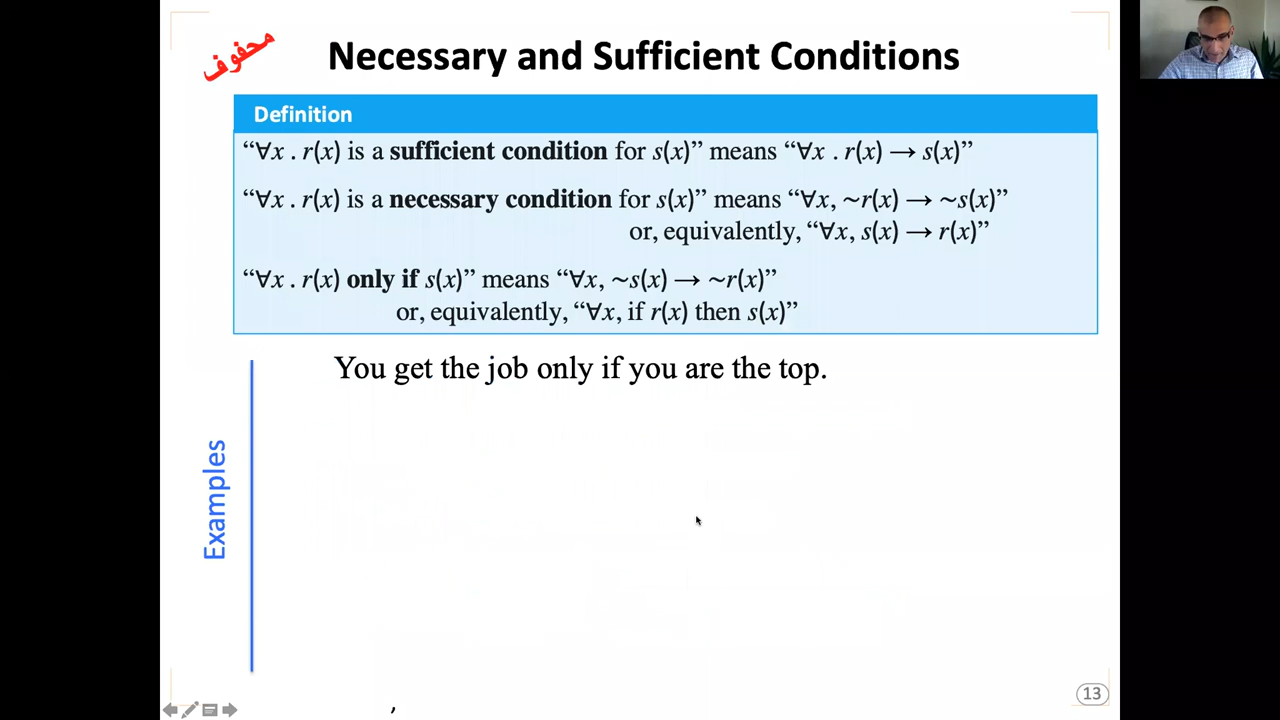 محفوف
Necessary and Sufficient Conditions
Definition
“∀x . r(x) is a sufficient condition for s(x)” means “∀x . r(x) → s(x)”
“∀x . r(x) is a necessary condition for s(x)” means “∀x, ~r(x) → ~s(x)”
or, equivalently, “∀x, s(x) → r(x)”
“∀x . r(x) only if s(x)” means “∀x, ~s(x) → ~r(x)”
or, equivalently, “∀x, if r(x) then s(x)”
You get the job only if you are the top.
Examples
,
13